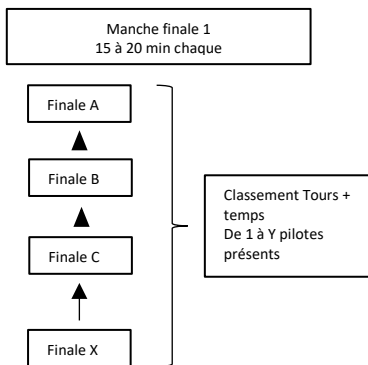 Manche finale 1
15 à 20 min chaque
Finale A
Finale B
Finale C
Finale X
Classement Tours +
temps
De 1 à Y pilotes
présents